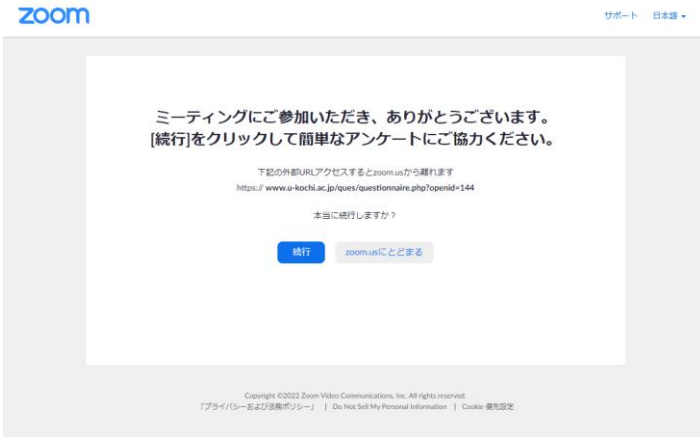 zoom
サポート 日本語
ミーティングにご参加いただき、ありがとうございます。
[続行]をクリックして簡単なアンケートにご協力ください。
下記の外部URLアクセスするとzoom.usから離れます
https:// www.u-kochi.ac.jp/ques/questionnaire.php?openid=144
本当に続行しますか？
続行 zoom.usにとどまる
Copyright ©2022 Zoom Video Communications, Inc. All rights reserved.
「プライバシーおよび法務ポリシー」 | Do Not Sell My Personal Information | Cookie 優先設定